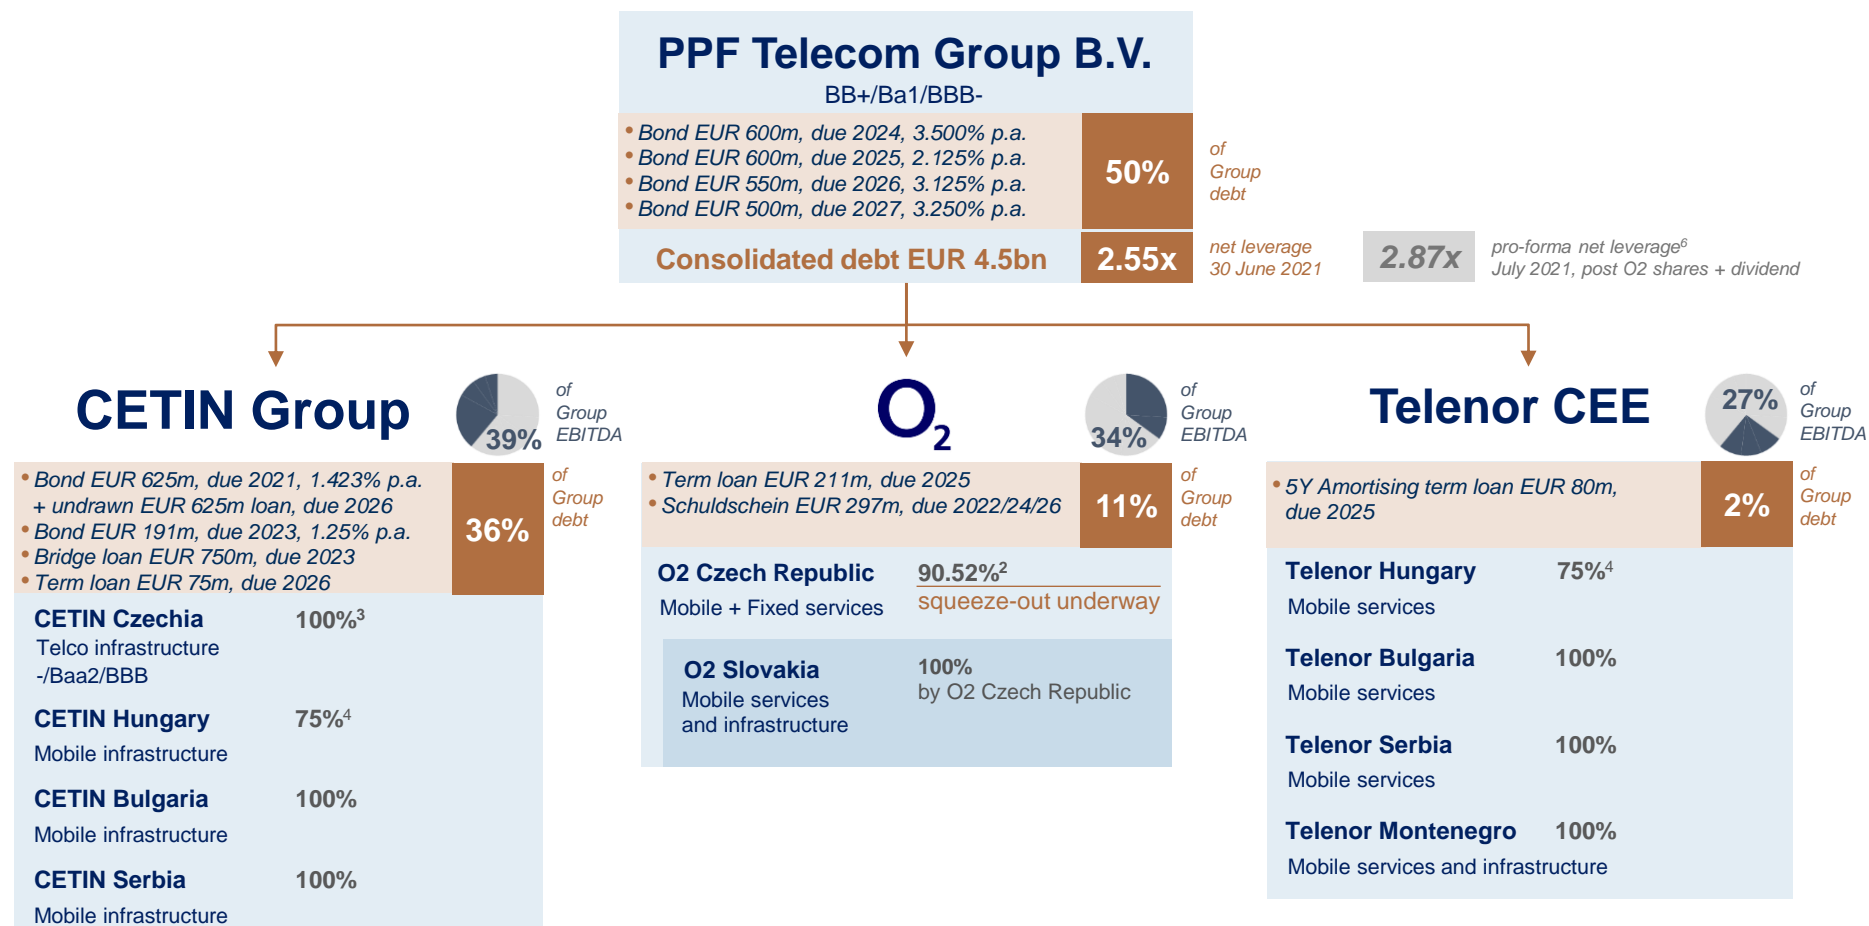 PPF Telecom Group B.V.
BB+/Ba1/BBB-
• Bond EUR 600m, due 2024, 3.500% p.a.
• Bond EUR 600m, due 2025, 2.125% p.a.
• Bond EUR 550m, due 2026, 3.125% p.a.
• Bond EUR 500m, due 2027, 3.250% p.a.
50%
of
Group
debt
Consolidated debt EUR 4.5bn
2.55x
net leverage
30 June 2021
2.87x
pro-forma net leverage⁶
July 2021, post O2 shares + dividend
CETIN Group
39%
of
Group
EBITDA
• Bond EUR 625m, due 2021, 1.423% p.a.
+ undrawn EUR 625m loan, due 2026
• Bond EUR 191m, due 2023, 1.25% p.a.
• Bridge loan EUR 750m, due 2023
• Term loan EUR 75m, due 2026
36%
of
Group
debt
CETIN Czechia 100%³
Telco infrastructure
-/Baa2/BBB
CETIN Hungary 75%⁴
Mobile infrastructure
CETIN Bulgaria 100%
Mobile infrastructure
CETIN Serbia 100%
Mobile infrastructure
O₂
34%
of
Group
EBITDA
• Term loan EUR 211m, due 2025
• Schuldschein EUR 297m, due 2022/24/26
11%
of
Group
debt
O2 Czech Republic 90.52%²
Mobile + Fixed services squeeze-out underway
O2 Slovakia 100%
Mobile services by O2 Czech Republic
and infrastructure
Telenor CEE
27%
of
Group
EBITDA
• 5Y Amortising term loan EUR 80m,
due 2025
2%
of
Group
debt
Telenor Hungary 75%⁴
Mobile services
Telenor Bulgaria 100%
Mobile services
Telenor Serbia 100%
Mobile services
Telenor Montenegro 100%
Mobile services and infrastructure